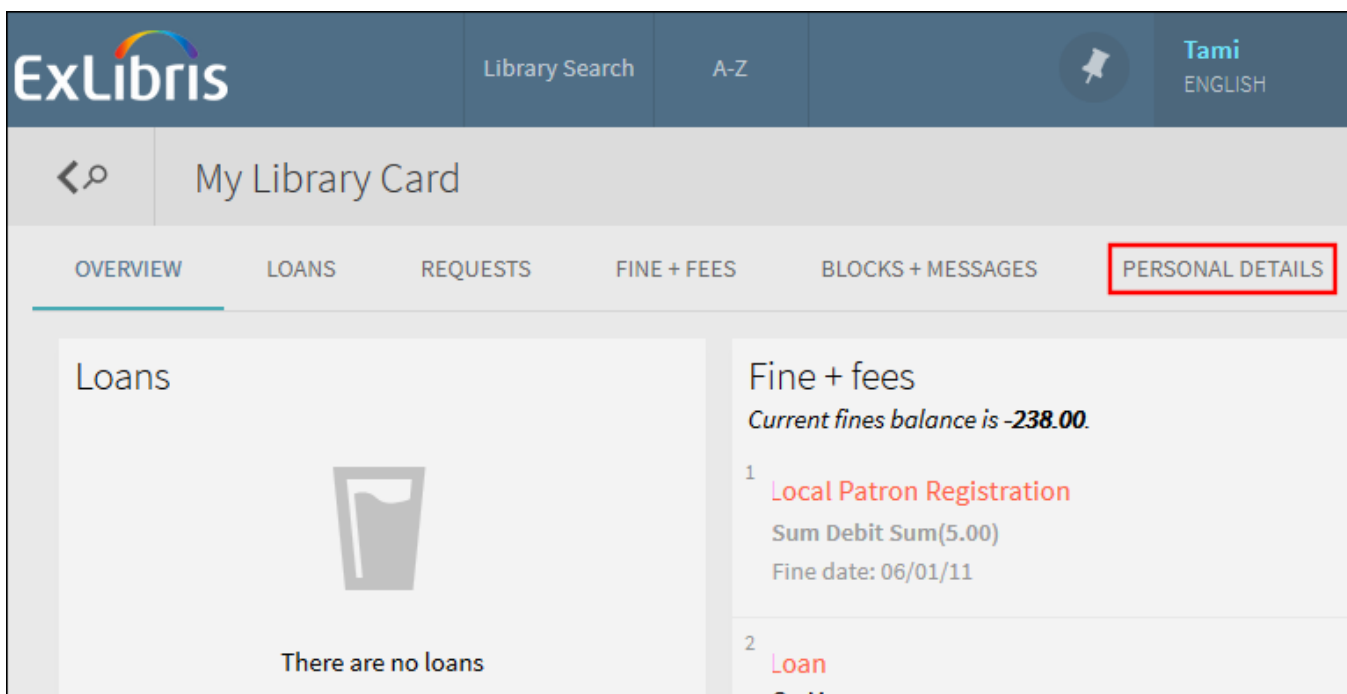 ExLibris
Library Search
A-Z
Tami
ENGLISH
My Library Card
OVERVIEW
LOANS
REQUESTS
FINE + FEES
BLOCKS + MESSAGES
PERSONAL DETAILS
Loans
There are no loans
Fine + fees
Current fines balance is -238.00.
1
Local Patron Registration
Sum Debit Sum(5.00)
Fine date: 06/01/11
2
Loan